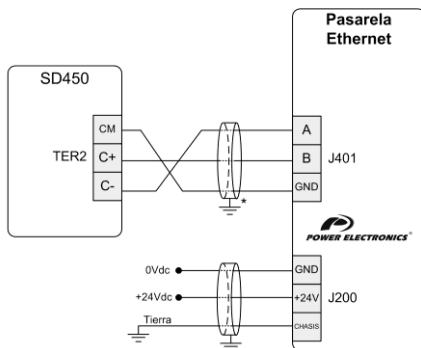 Pasarela
Ethernet
SD450
TER2
CM
C+
C-
A
B
GND
J401
*
POWER ELECTRONICS®
0Vdc
+24Vdc
Tierra
GND
+24V
CHASIS
J200